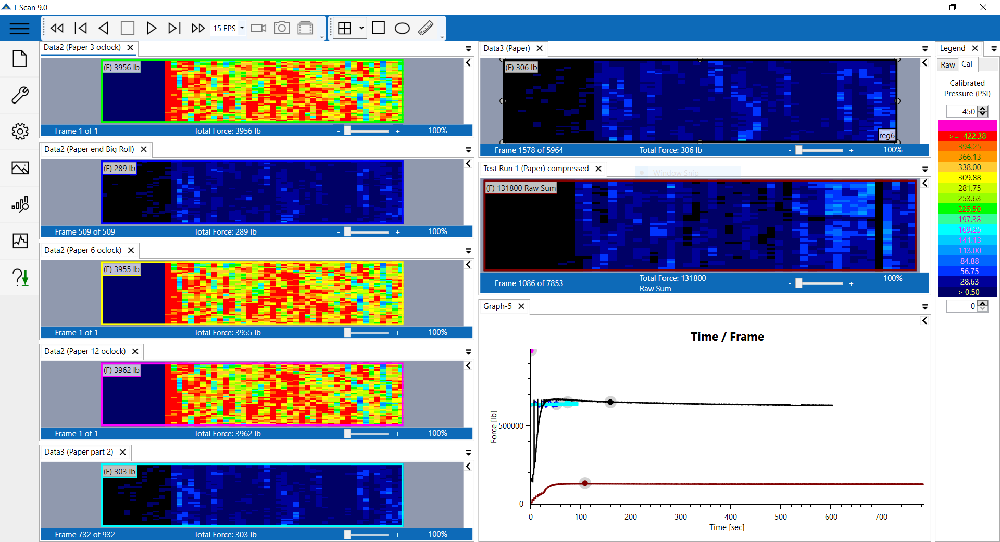 I-Scan 9.0
15 FPS
Data2 (Paper 3 oclock)
(F) 3956 lb
Frame 1 of 1
Total Force: 3956 lb
- +
100%
Data2 (Paper end Big Roll)
(F) 289 lb
Frame 509 of 509
Total Force: 289 lb
- +
100%
Data2 (Paper 6 oclock)
(F) 3955 lb
Frame 1 of 1
Total Force: 3955 lb
- +
100%
Data2 (Paper 12 oclock)
(F) 3962 lb
Frame 1 of 1
Total Force: 3962 lb
- +
100%
Data3 (Paper part 2)
(F) 303 lb
Frame 732 of 932
Total Force: 303 lb
- +
100%
Data3 (Paper)
(F) 306 lb
reg6
Frame 1578 of 5964
Total Force: 306 lb
- +
100%
Test Run 1 (Paper) compressed
Window Snip
(F) 131800 Raw Sum
Frame 1086 of 7853
Total Force: 131800
Raw Sum
- +
100%
Graph-5
Time / Frame
Force [lb]
500000
0
0 100 200 300 400 500 600 700
Time [sec]
Legend
Raw Cal
Calibrated
Pressure (PSI)
450
>= 422.38
394.25
366.13
338.00
309.88
281.75
253.63
225.50
197.38
169.25
141.13
113.00
84.88
56.75
28.63
> 0.50
0